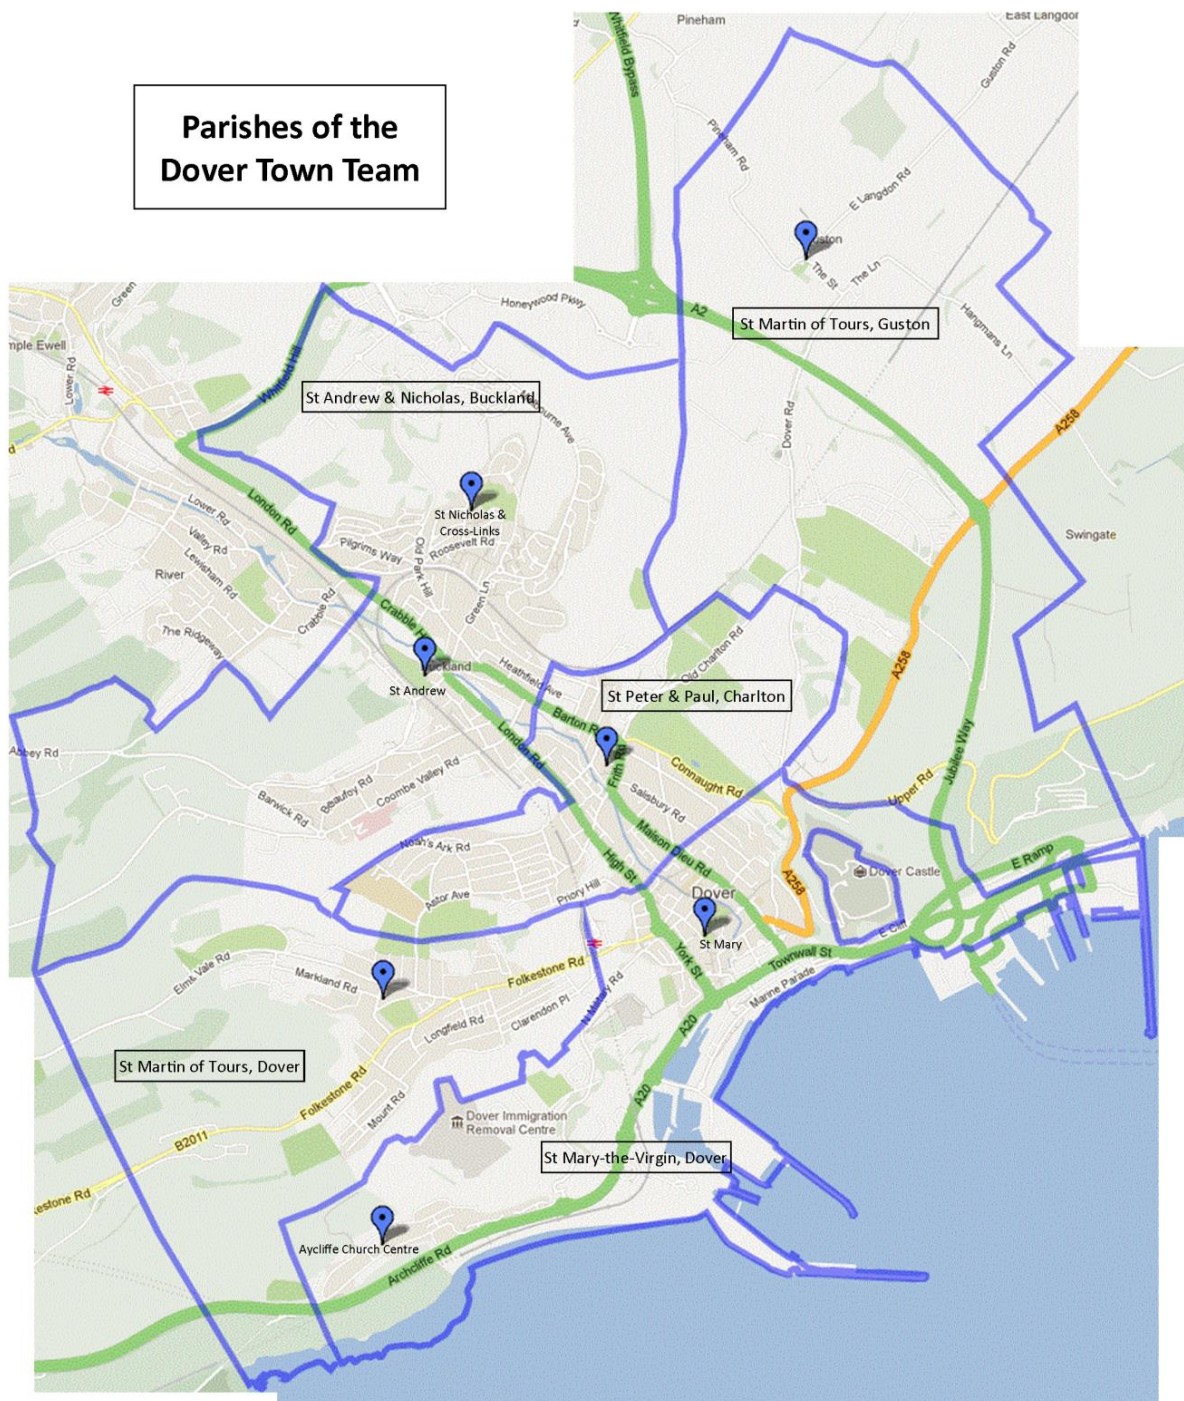 Parishes of the
Dover Town Team
Pineham
East Langdon
Whitfield Bypass
Guston Rd
Pineham Rd
E Langdon Rd
The St
The Ln
Hangmans Ln
A2
St Martin of Tours, Guston
Green
Honeywood Pkwy
Lower Rd
Whitfield Hill
St Andrew & Nicholas, Buckland
Dover Rd
A258
London Rd
Lower Rd
St Nicholas &
Cross-Links
Swingate
Valley Rd
Pilgrims Way
Old Park Hill
Roosevelt Rd
Lewisham Rd
River
Green Ln
Crabble Rd
The Ridgeway
Old Charlton Rd
Heathfield Ave
St Andrew
St Peter & Paul, Charlton
A258
Barton
London Rd
Frith Rd
Jubilee Way
Abbey Rd
Connaught Rd
Upper Rd
Beaufoy Rd
Coombe Valley Rd
Barwick Rd
Salisbury Rd
Maison Dieu Rd
Noah's Ark Rd
High St
E Ramp
Dover Castle
Astor Ave
Priory Hill
Dover
A258
St Mary
E Cliff
Townwall St
Elms Vale Rd
Markland Rd
Folkestone Rd
York St
Marine Parade
Longfield Rd
Clarendon Pl
N Military Rd
A20
St Martin of Tours, Dover
Folkestone Rd
Mount Rd
A20
Dover Immigration
Removal Centre
B2011
St Mary-the-Virgin, Dover
Aycliffe Church Centre
Archcliffe Rd